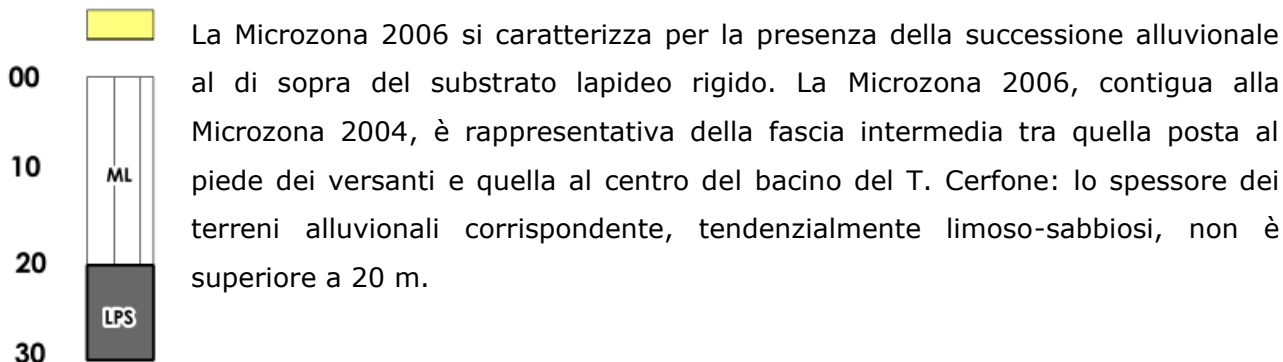 La Microzona 2006 si caratterizza per la presenza della successione alluvionale
al di sopra del substrato lapideo rigido. La Microzona 2006, contigua alla
Microzona 2004, è rappresentativa della fascia intermedia tra quella posta al
piede dei versanti e quella al centro del bacino del T. Cerfone: lo spessore dei
terreni alluvionali corrispondente, tendenzialmente limoso-sabbiosi, non è
superiore a 20 m.
00
10
ML
20
LPS
30